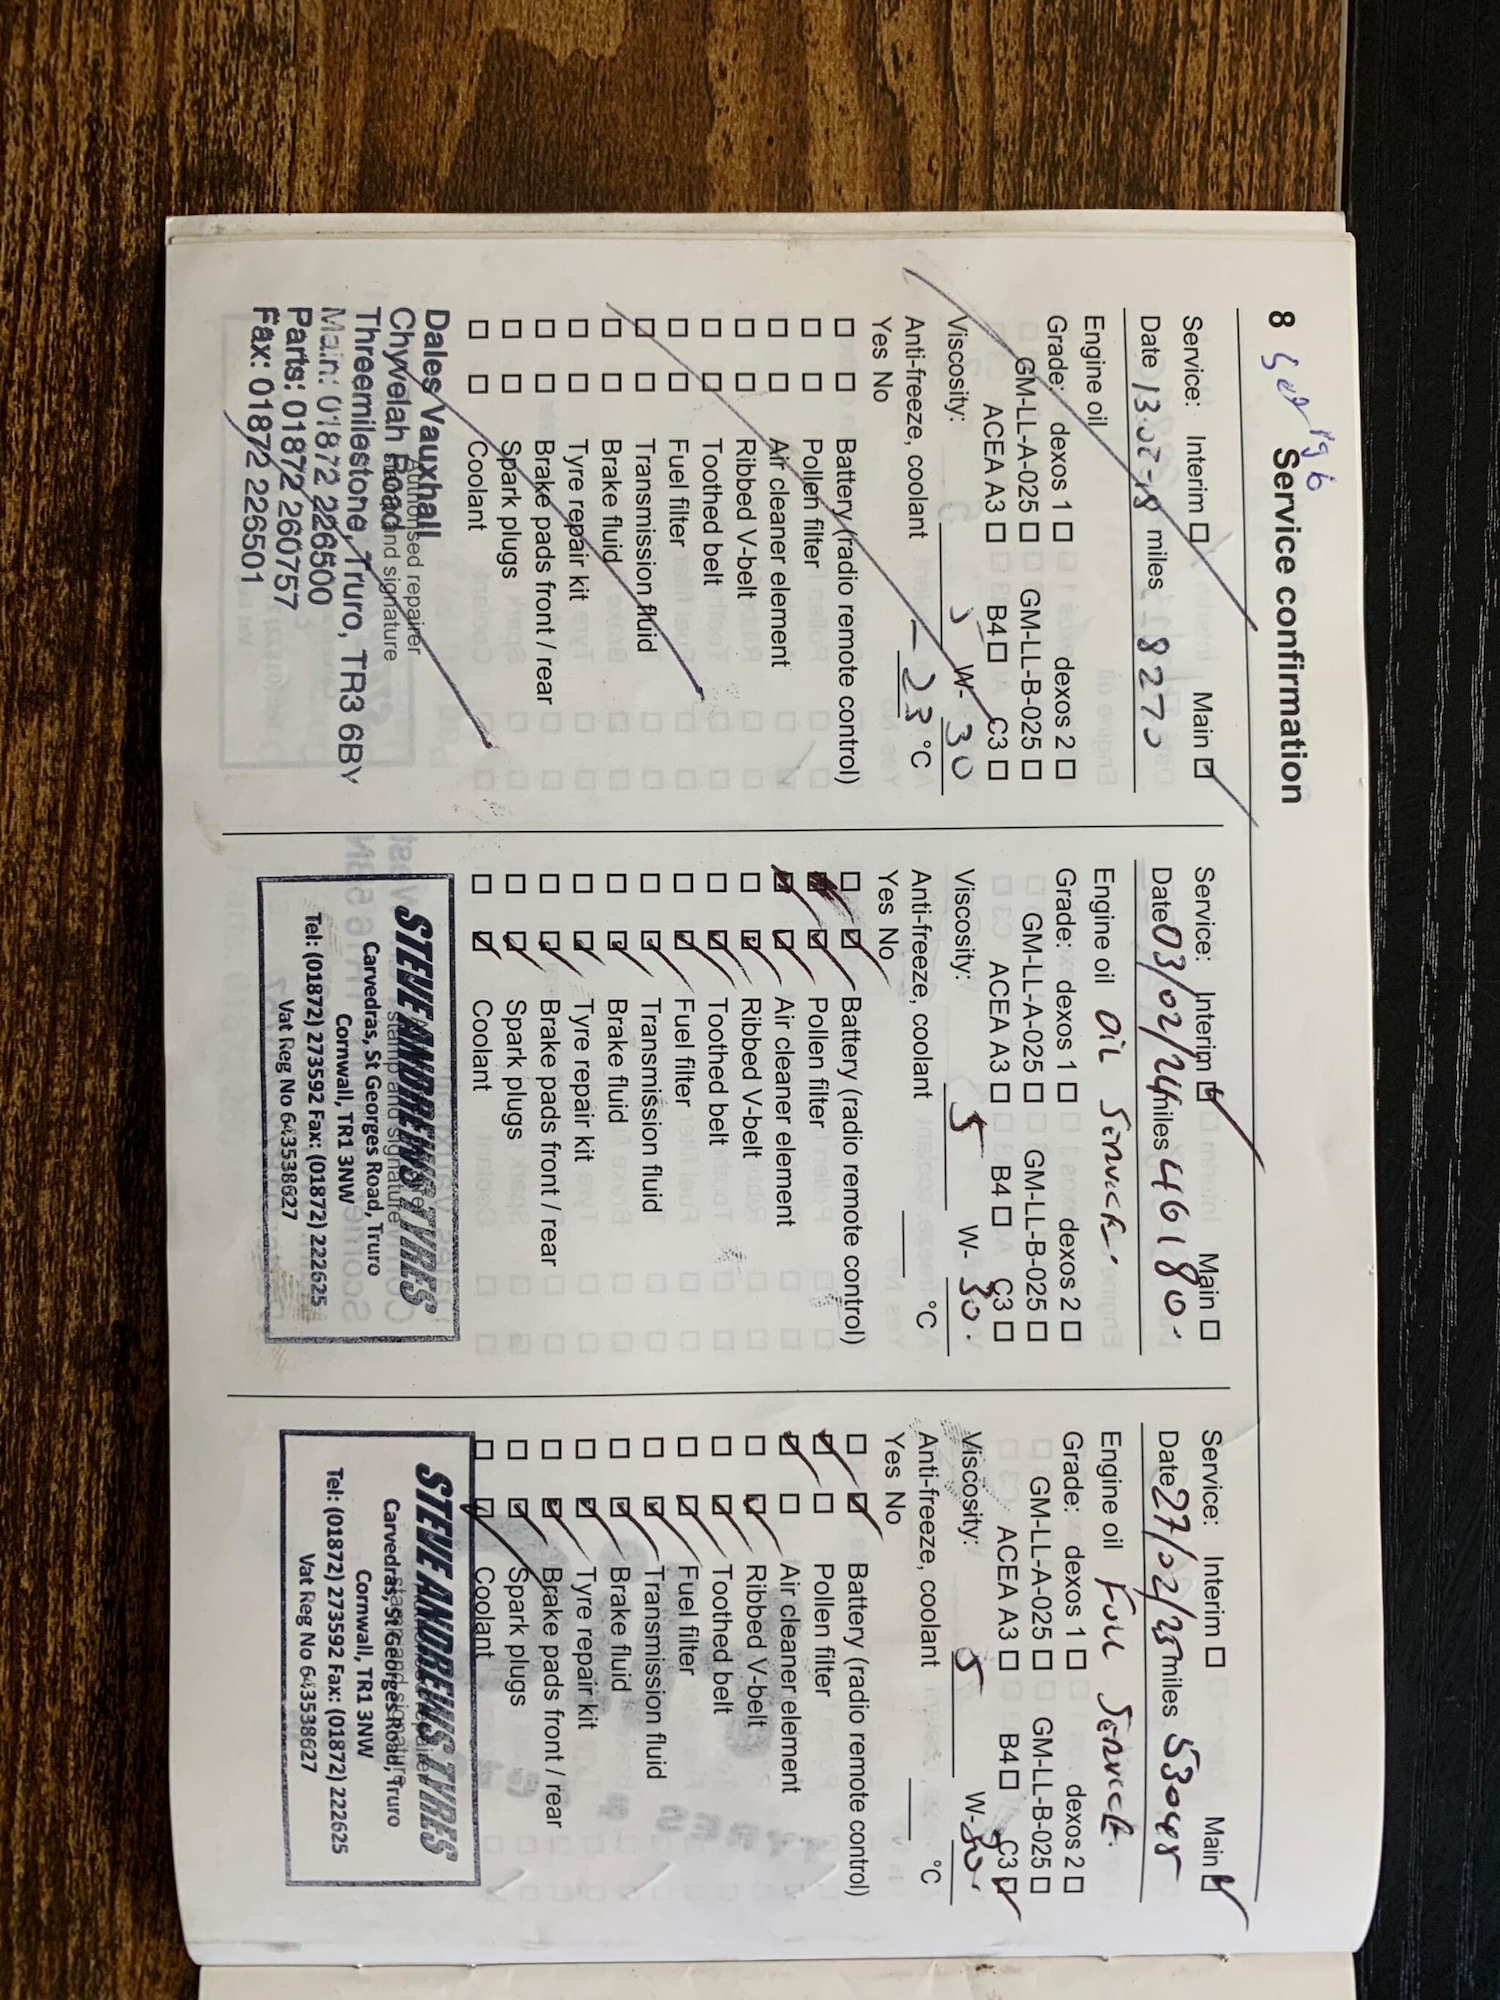 8 Service confirmation
Service: Interim Main
Date 13.02-18 miles 8270
Engine oil
Grade: dexos 1 dexos 2
GM-LL-A-025 GM-LL-B-025
ACEA A3 B4 C3
Viscosity: 5 W- 30
Anti-freeze, coolant -23 °C
Yes No
Battery (radio remote control)
Pollen filter
Air cleaner element
Ribbed V-belt
Toothed belt
Fuel filter
Transmission fluid
Brake fluid
Tyre repair kit
Brake pads front / rear
Spark plugs
Coolant
Authorised repairer
stamp and signature
Dales Vauxhall
Chyvelah Road
Threemilestone, Truro, TR3 6BY
Main: 01872 226500
Parts: 01872 260757
Fax: 01872 226501
Service: Interim Main
Date 03/02/24 miles 46180.
Engine oil OIL SERVICE.
Grade: dexos 1 dexos 2
GM-LL-A-025 GM-LL-B-025
ACEA A3 B4 C3
Viscosity: 5 W- 30.
Anti-freeze, coolant °C
Yes No
Battery (radio remote control)
Pollen filter
Air cleaner element
Ribbed V-belt
Toothed belt
Fuel filter
Transmission fluid
Brake fluid
Tyre repair kit
Brake pads front / rear
Spark plugs
Coolant
stamp and signature
STEVE ANDREWS TYRES
Carvedras, St Georges Road, Truro
Cornwall, TR1 3NW
Tel: (01872) 273592 Fax: (01872) 222625
Vat Reg No 643538627
Service: Interim Main
Date 27/02/25 miles 53048
Engine oil FULL SERVICE.
Grade: dexos 1 dexos 2
GM-LL-A-025 GM-LL-B-025
ACEA A3 B4 C3
Viscosity: 5 W- 30.
Anti-freeze, coolant °C
Yes No
Battery (radio remote control)
Pollen filter
Air cleaner element
Ribbed V-belt
Toothed belt
Fuel filter
Transmission fluid
Brake fluid
Tyre repair kit
Brake pads front / rear
Spark plugs
Coolant
stamp and signature
STEVE ANDREWS TYRES
Carvedras, St Georges Road, Truro
Cornwall, TR1 3NW
Tel: (01872) 273592 Fax: (01872) 222625
Vat Reg No 643538627